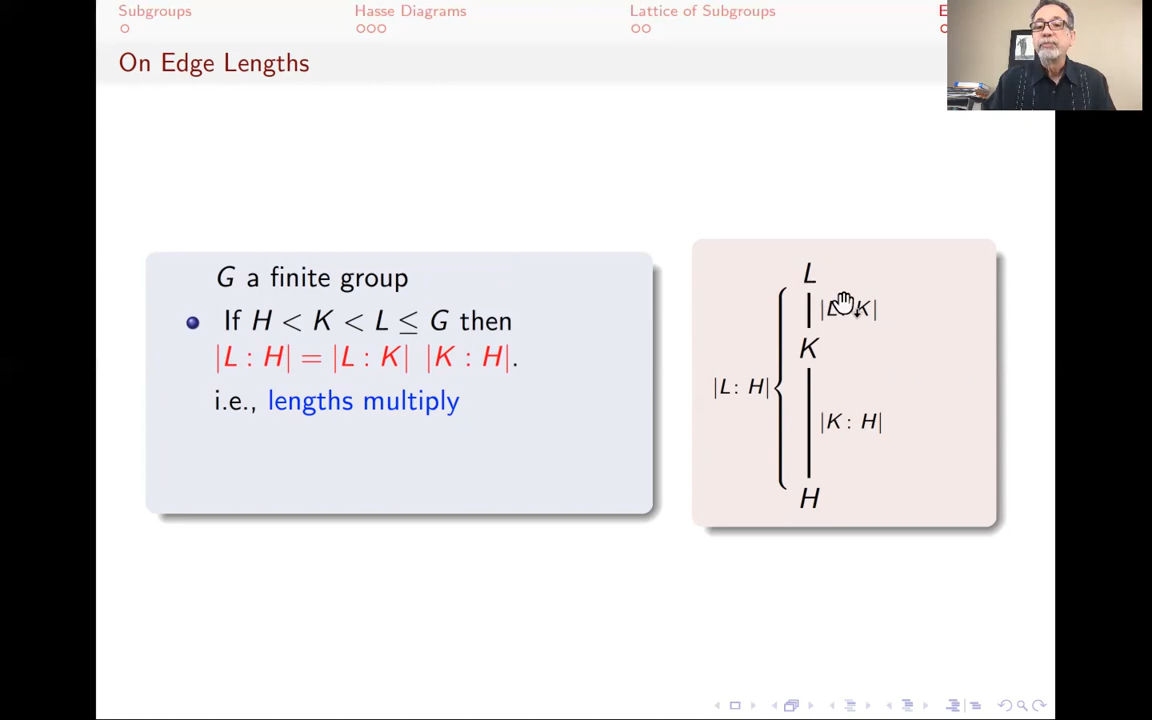 Subgroups
Hasse Diagrams
Lattice of Subgroups
On Edge Lengths
G a finite group
If H < K < L ≤ G then
|L : H| = |L : K| |K : H|.
i.e., lengths multiply
L
K|
K
|L : H|
|K : H|
H